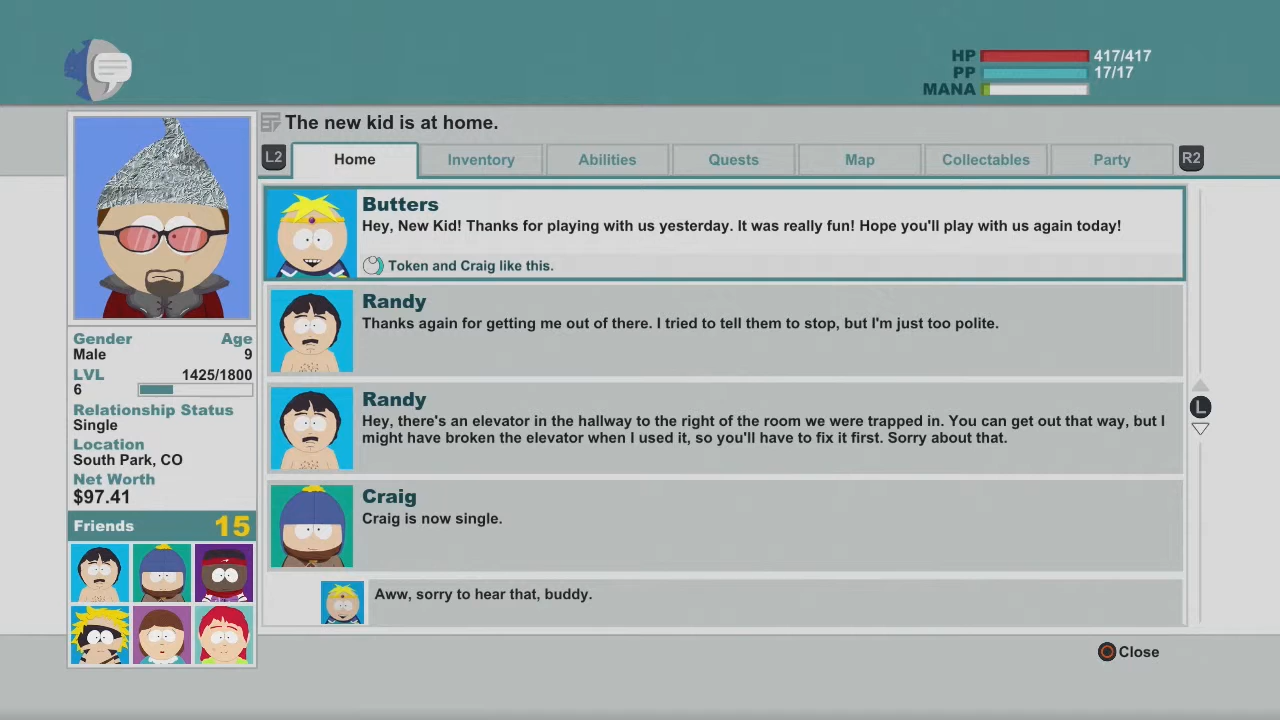 HP 417/417
PP 17/17
MANA
The new kid is at home.
L2 Home Inventory Abilities Quests Map Collectables Party R2
Butters
Hey, New Kid! Thanks for playing with us yesterday. It was really fun! Hope you'll play with us again today!
Token and Craig like this.
Randy
Thanks again for getting me out of there. I tried to tell them to stop, but I'm just too polite.
Randy
Hey, there's an elevator in the hallway to the right of the room we were trapped in. You can get out that way, but I
might have broken the elevator when I used it, so you'll have to fix it first. Sorry about that.
Craig
Craig is now single.
Aww, sorry to hear that, buddy.
L
Gender Age
Male 9
LVL 1425/1800
6
Relationship Status
Single
Location
South Park, CO
Net Worth
$97.41
Friends 15
Close